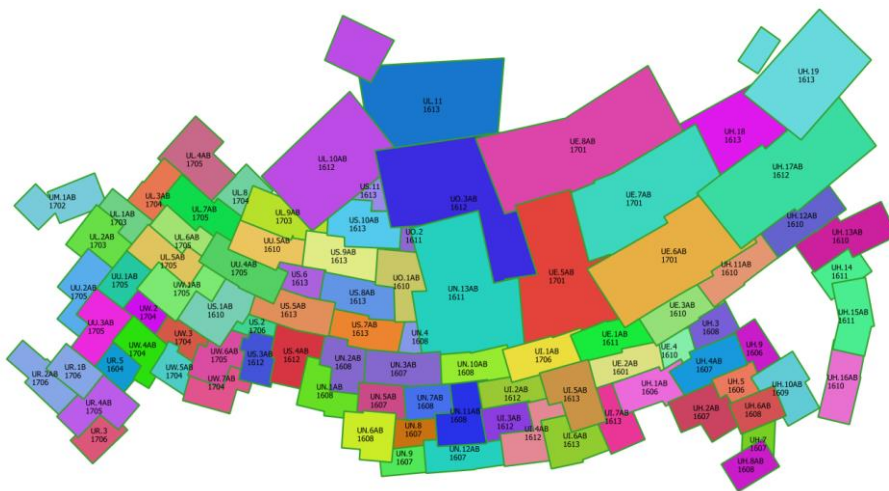 UL.11
1613
UH.19
1613
UE.8AB
1701
UH.18
1613
UL.10AB
1612
UL.4AB
1705
UH.17AB
1612
UM.1AB
1702
UL.3AB
1704
UL.8
1704
US.11
1613
UO.3AB
1612
UE.7AB
1701
UL.1AB
1703
UL.7AB
1705
UL.9AB
1703
US.10AB
1613
UH.12AB
1610
UL.2AB
1703
UL.6AB
1705
UO.2
1611
UH.13AB
1610
UU.5AB
1610
US.9AB
1613
UE.6AB
1701
UL.5AB
1705
UU.4AB
1705
UH.11AB
1610
UH.14
1611
UU.1AB
1705
US.6
1613
UO.1AB
1610
UN.13AB
1611
UE.5AB
1701
UU.2AB
1705
UW.1AB
1705
US.8AB
1613
US.1AB
1610
US.5AB
1613
UE.3AB
1610
UH.15AB
1611
UU.3AB
1705
UW.2
1704
US.2
1706
US.7AB
1613
UN.4
1608
UE.1AB
1611
UH.3
1608
UW.3
1704
UW.4AB
1704
UW.6AB
1705
US.3AB
1612
US.4AB
1612
UN.2AB
1608
UN.3AB
1607
UN.10AB
1608
UI.1AB
1706
UE.2AB
1601
UE.4
1610
UH.9
1606
UR.2AB
1706
UR.1B
1706
UR.5
1604
UW.5AB
1704
UW.7AB
1704
UH.4AB
1607
UH.16AB
1610
UN.1AB
1608
UN.5AB
1607
UN.7AB
1608
UN.11AB
1608
UI.2AB
1612
UI.5AB
1613
UH.1AB
1606
UH.5
1606
UH.10AB
1609
UR.4AB
1705
UH.2AB
1607
UH.6AB
1608
UR.3
1706
UN.6AB
1608
UN.8
1607
UI.3AB
1612
UI.4AB
1612
UI.6AB
1613
UI.7AB
1613
UH.7
1607
UN.9
1607
UN.12AB
1607
UH.8AB
1608